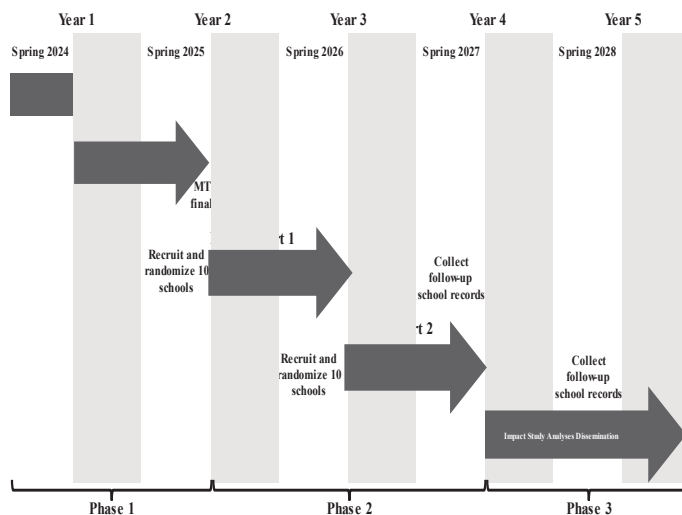 Year 1 Year 2 Year 3 Year 4 Year 5
Spring 2024 Spring 2025 Spring 2026 Spring 2027 Spring 2028
MT
final
t 1
Recruit and
randomize 10
schools
Collect
follow-up
school records
t 2
Recruit and
randomize 10
schools
Collect
follow-up
school records
Impact Study Analyses Dissemination
Phase 1 Phase 2 Phase 3